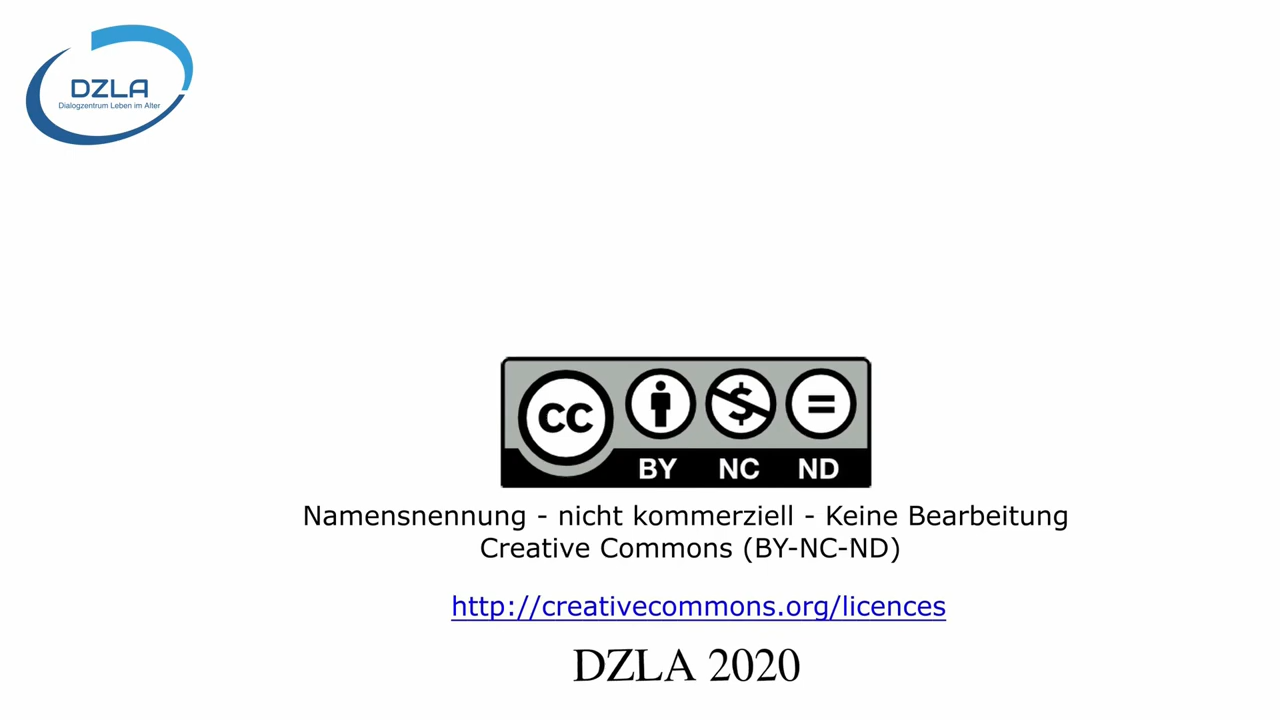 DZLA
Dialogzentrum Leben im Alter
cc
BY NC ND
Namensnennung - nicht kommerziell - Keine Bearbeitung
Creative Commons (BY-NC-ND)
http://creativecommons.org/licences
DZLA 2020